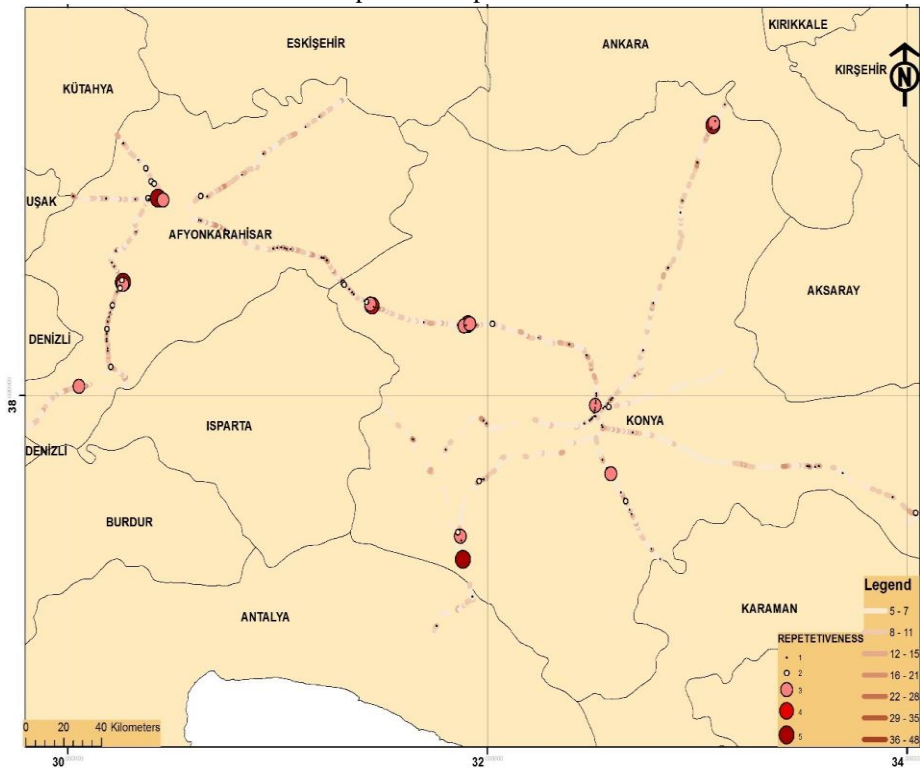 KIRIKKALE
ESKİŞEHİR
ANKARA
KIRŞEHİR
N
KÜTAHYA
UŞAK
AFYONKARAHİSAR
AKSARAY
DENİZLİ
38
ISPARTA
KONYA
DENİZLİ
BURDUR
ANTALYA
KARAMAN
Legend
5 - 7
8 - 11
12 - 15
16 - 21
22 - 28
29 - 35
36 - 48
REPETETIVENESS
1
2
3
4
5
0 20 40 Kilometers
30 32 34